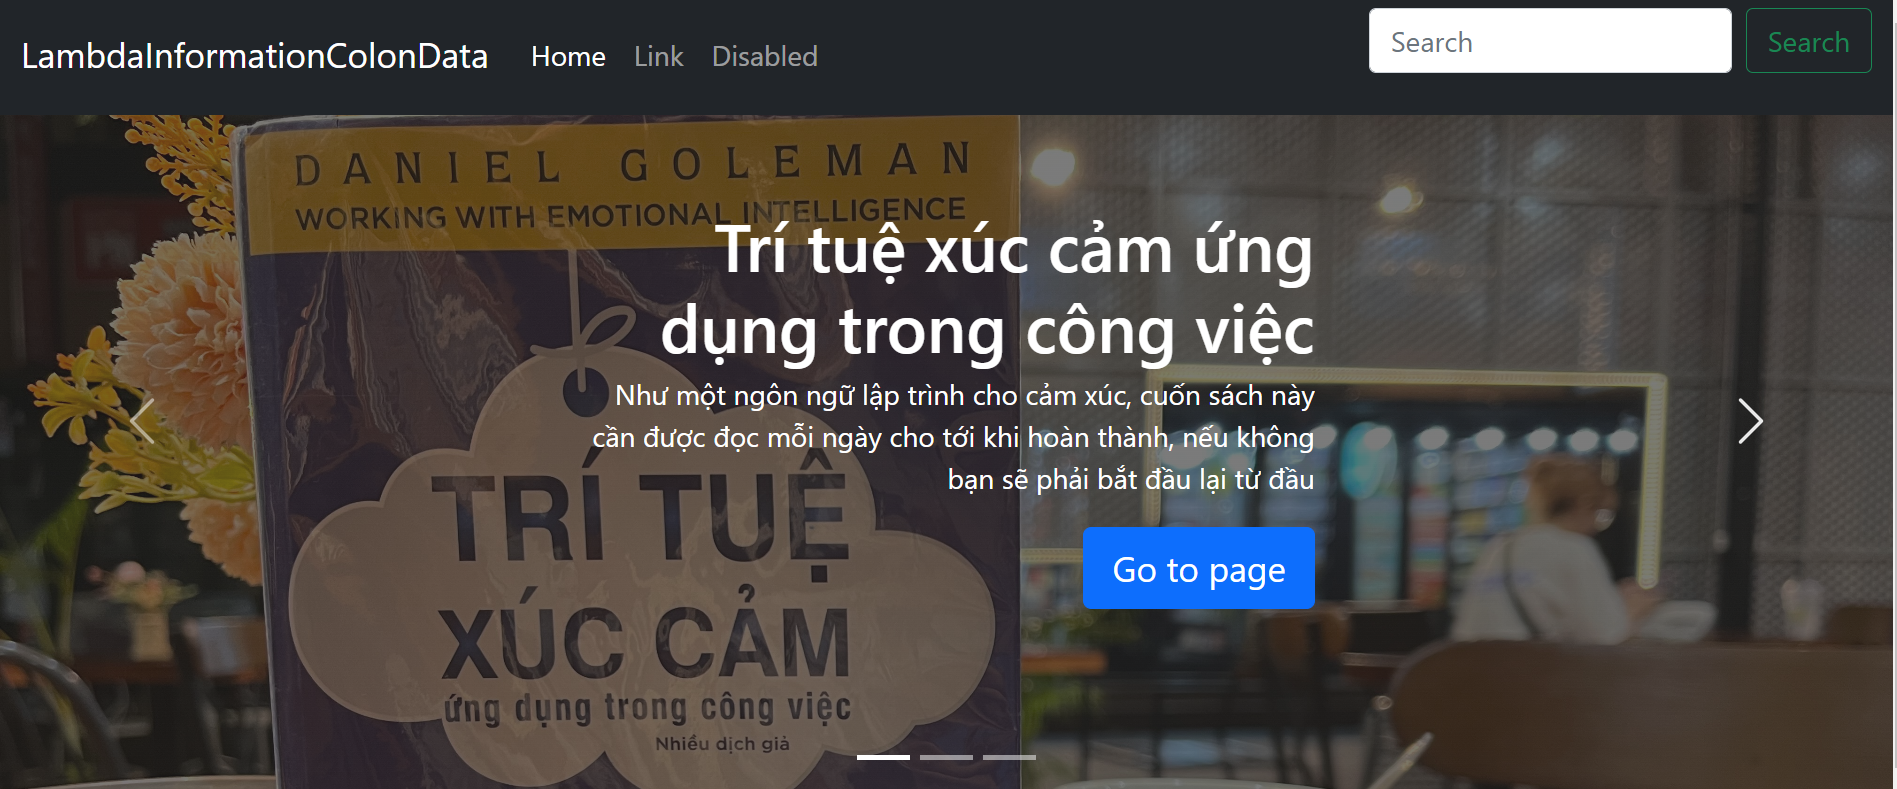 LambdaInformationColonData
Home
Link
Disabled
Search
Search
DANIEL GOLEMAN
WORKING WITH EMOTIONAL INTELLIGENCE
Trí tuệ xúc cảm ứng
dụng trong công việc
Như một ngôn ngữ lập trình cho cảm xúc, cuốn sách này
cần được đọc mỗi ngày cho tới khi hoàn thành, nếu không
bạn sẽ phải bắt đầu lại từ đầu
Go to page
TRÍ TUỆ
XÚC CẢM
ứng dụng trong công việc
Nhiều dịch giả